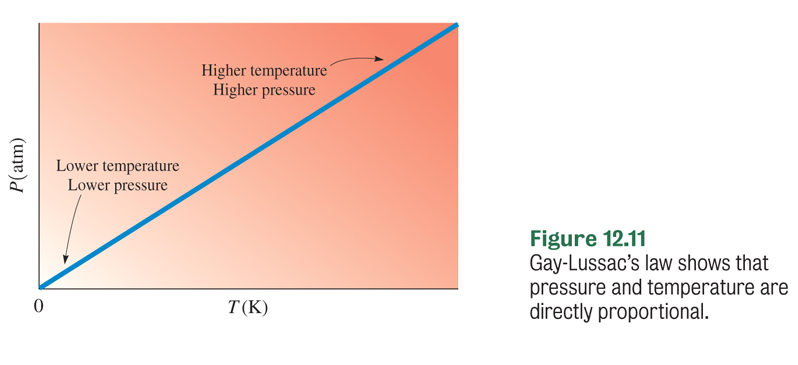 Higher temperature
Higher pressure
Lower temperature
Lower pressure
P(atm)
0
T(K)
Figure 12.11
Gay-Lussac’s law shows that
pressure and temperature are
directly proportional.